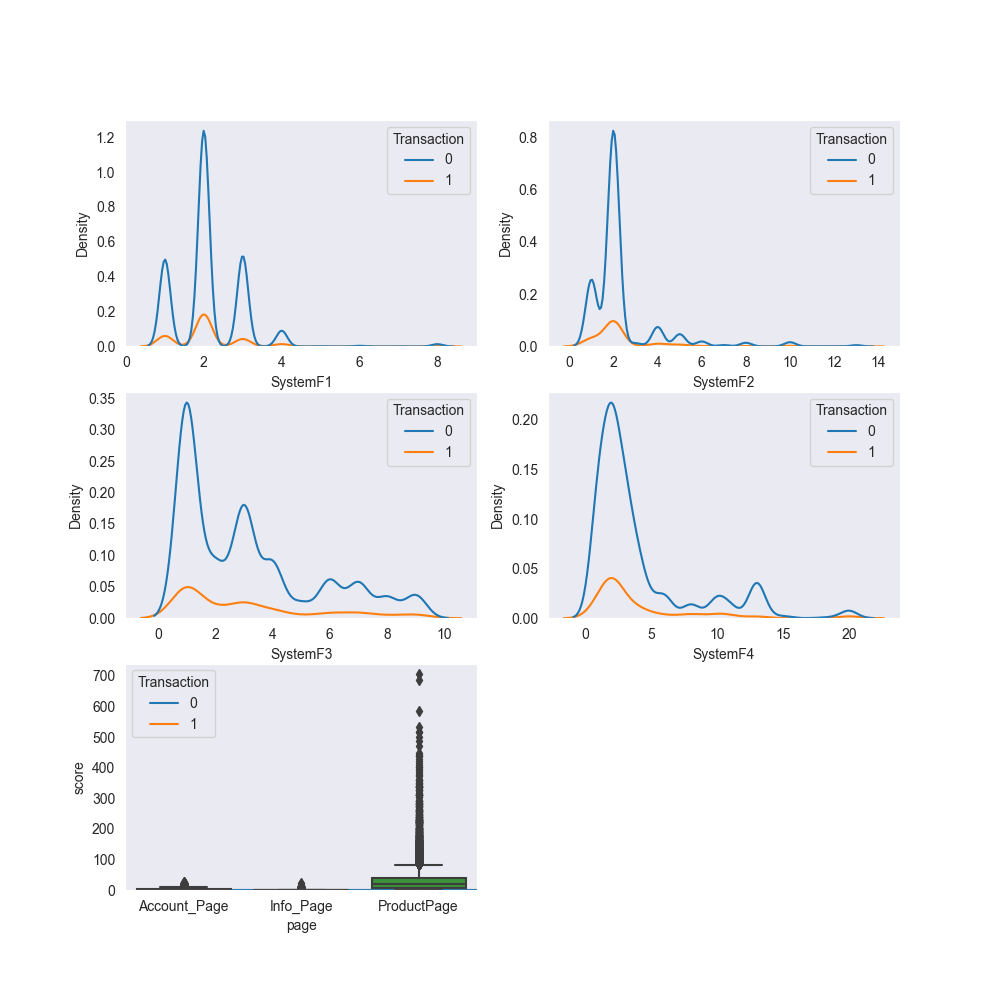 Transaction
0
1
1.2
1.0
0.8
0.6
0.4
0.2
0.0
Density
0 2 4 6 8
SystemF1
Transaction
0
1
0.8
0.6
0.4
0.2
0.0
Density
0 2 4 6 8 10 12 14
SystemF2
Transaction
0
1
0.35
0.30
0.25
0.20
0.15
0.10
0.05
0.00
Density
0 2 4 6 8 10
SystemF3
Transaction
0
1
0.20
0.15
0.10
0.05
0.00
Density
0 5 10 15 20
SystemF4
Transaction
0
1
700
600
500
400
300
200
100
0
score
Account_Page Info_Page ProductPage
page